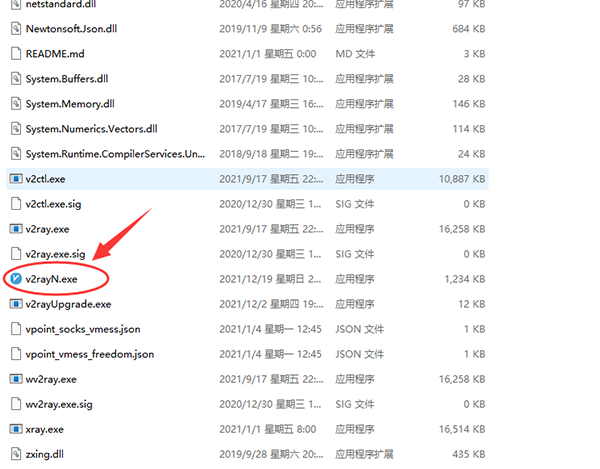 netstandard.dll 2020/4/16 星期四 20:... 应用程序扩展 97 KB
Newtonsoft.Json.dll 2019/11/9 星期六 0:56 应用程序扩展 684 KB
README.md 2021/1/1 星期五 0:00 MD 文件 3 KB
System.Buffers.dll 2017/7/19 星期三 10:... 应用程序扩展 28 KB
System.Memory.dll 2019/4/17 星期三 16:... 应用程序扩展 146 KB
System.Numerics.Vectors.dll 2017/7/19 星期三 10:... 应用程序扩展 114 KB
System.Runtime.CompilerServices.Un... 2018/9/18 星期二 19:... 应用程序扩展 24 KB
v2ctl.exe 2021/9/17 星期五 22:... 应用程序 10,887 KB
v2ctl.exe.sig 2020/12/30 星期三 ... SIG 文件 0 KB
v2ray.exe 2021/9/17 星期五 22:... 应用程序 16,258 KB
v2ray.exe.sig 2020/12/30 星期三 ... SIG 文件 0 KB
v2rayN.exe 2021/12/19 星期日 2... 应用程序 1,234 KB
v2rayUpgrade.exe 2021/12/2 星期四 19:... 应用程序 12 KB
vpoint_socks_vmess.json 2021/1/4 星期一 12:45 JSON 文件 1 KB
vpoint_vmess_freedom.json 2021/1/4 星期一 12:45 JSON 文件 1 KB
wv2ray.exe 2021/9/17 星期五 22:... 应用程序 16,258 KB
wv2ray.exe.sig 2020/12/30 星期三 ... SIG 文件 0 KB
xray.exe 2021/1/1 星期五 8:00 应用程序 16,514 KB
zxing.dll 2019/9/28 星期六 20:... 应用程序扩展 435 KB